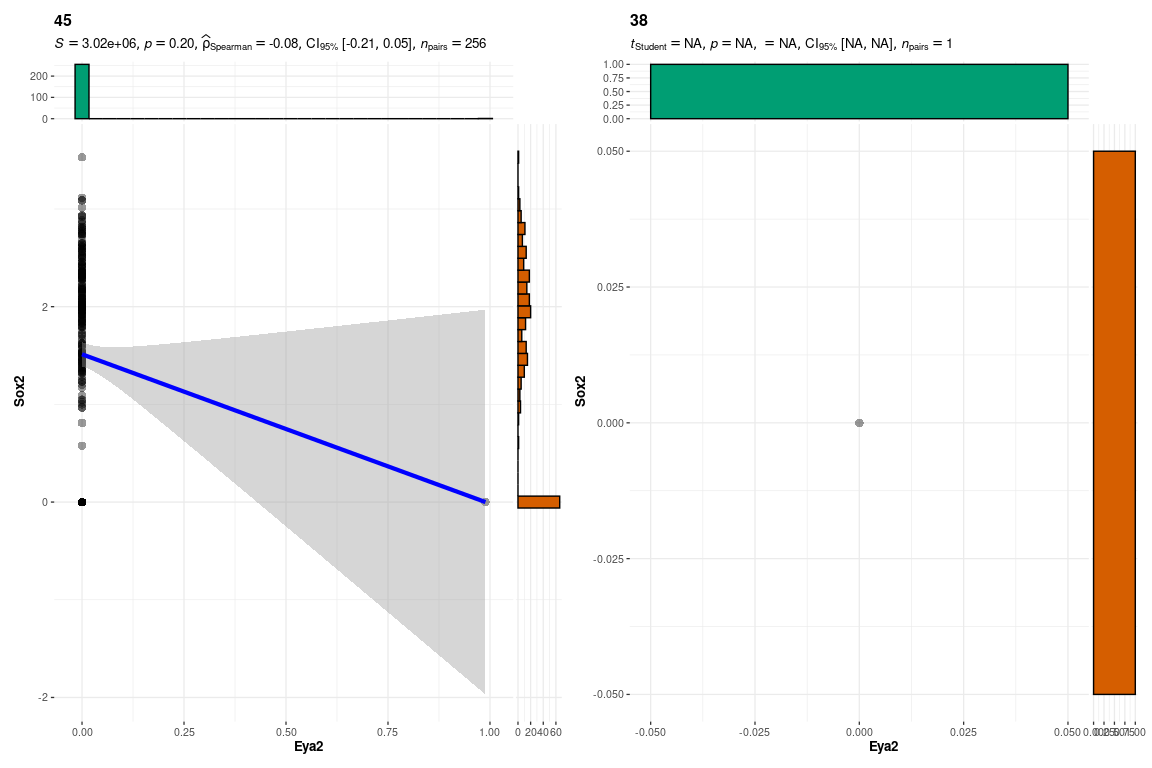 45
S = 3.02e+06, p = 0.20, ρ̂Spearman = -0.08, CI95% [-0.21, 0.05], npairs = 256
200
100
0
2
0
-2
Sox2
0.00 0.25 0.50 0.75 1.00
0 20 40 60
Eya2
38
tStudent = NA, p = NA, = NA, CI95% [NA, NA], npairs = 1
1.00
0.75
0.50
0.25
0.00
0.050
0.025
0.000
-0.025
-0.050
Sox2
-0.050 -0.025 0.000 0.025 0.050
Eya2